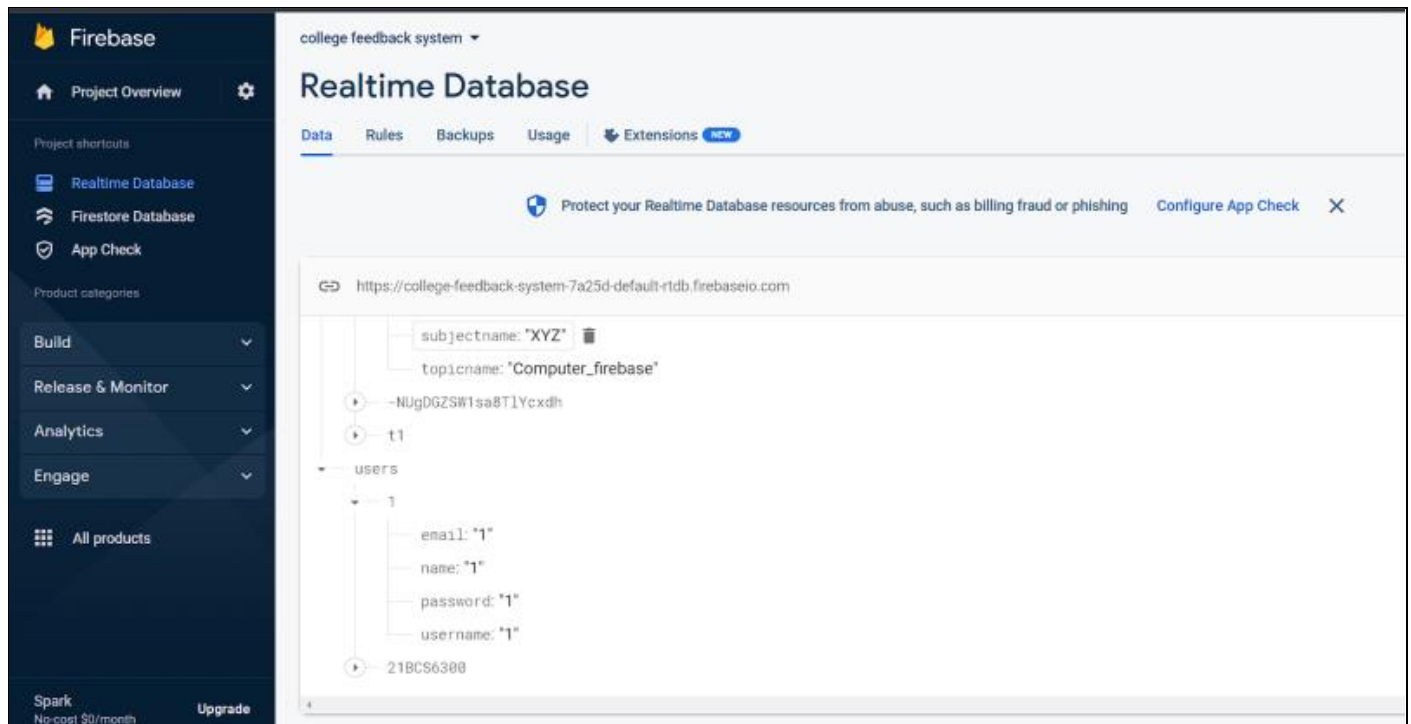 Firebase
Project Overview
Project shortcuts
Realtime Database
Firestore Database
App Check
Product categories
Build
Release & Monitor
Analytics
Engage
All products
Spark
No-cost $0/month
Upgrade
college feedback system
Realtime Database
Data Rules Backups Usage Extensions NEW
Protect your Realtime Database resources from abuse, such as billing fraud or phishing Configure App Check
https://college-feedback-system-7a25d-default-rtdb.firebaseio.com
subjectname: "XYZ"
topicname: "Computer_firebase"
-NUgDGZSW1sa8TlYcxdh
t1
users
1
email: "1"
name: "1"
password: "1"
username: "1"
21BCS6300